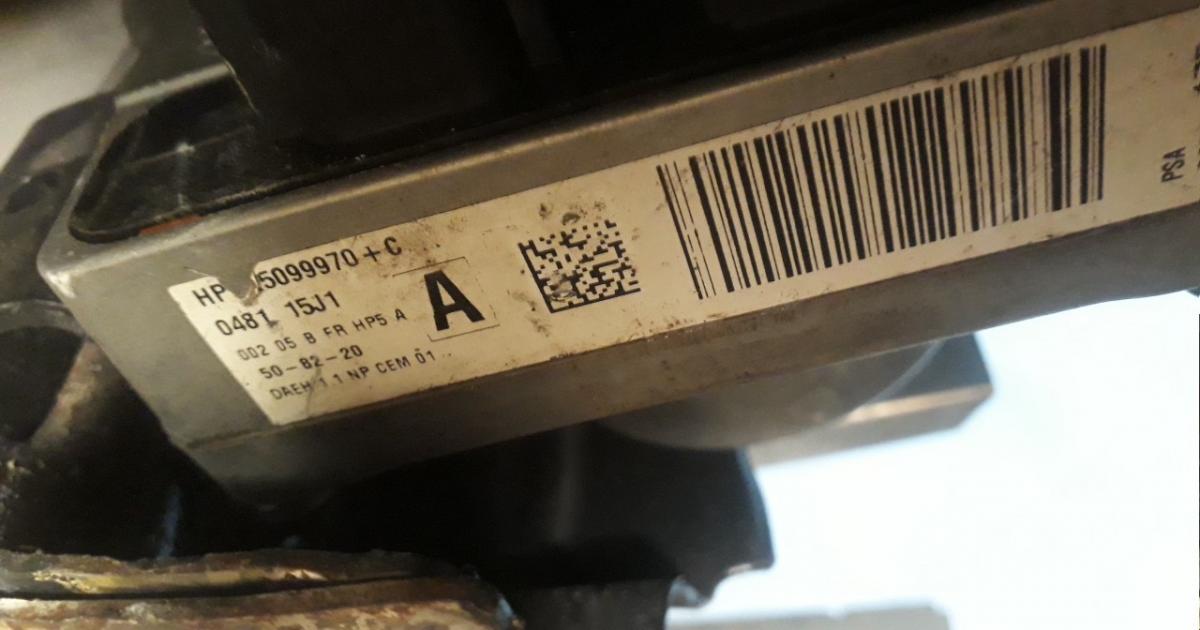 HP 5099970+C
0481 15J1
002 05 B FR HP5 A
50-82-20
DAEH 1 1 NP CEM 01
A
PSA